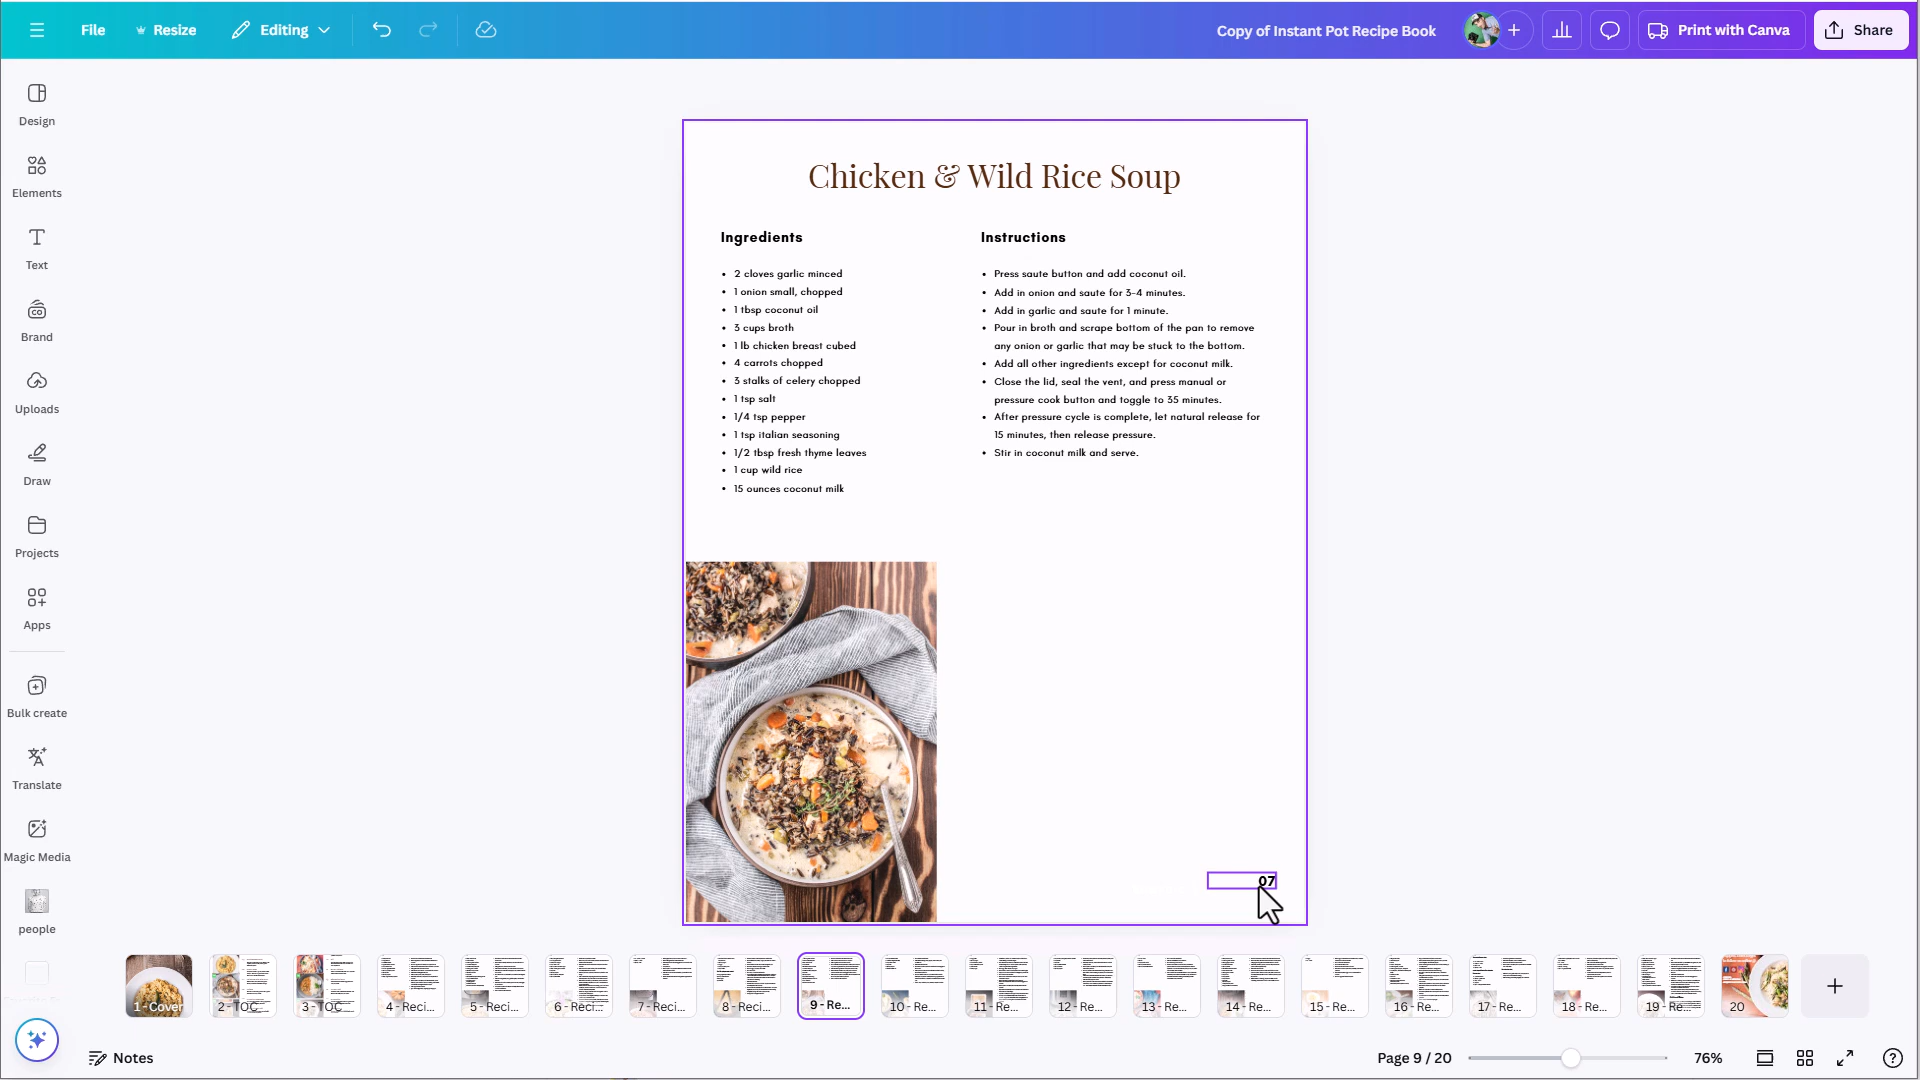 File
Resize
Editing
Copy of Instant Pot Recipe Book
Print with Canva
Share
Design
Elements
Text
Brand
Uploads
Draw
Projects
Apps
Bulk create
Translate
Magic Media
people
Chicken & Wild Rice Soup
Ingredients
• 2 cloves garlic minced
• 1 onion small, chopped
• 1 tbsp coconut oil
• 3 cups broth
• 1 lb chicken breast cubed
• 4 carrots chopped
• 3 stalks of celery chopped
• 1 tsp salt
• 1/4 tsp pepper
• 1 tsp italian seasoning
• 1/2 tbsp fresh thyme leaves
• 1 cup wild rice
• 15 ounces coconut milk
Instructions
• Press saute button and add coconut oil.
• Add in onion and saute for 3-4 minutes.
• Add in garlic and saute for 1 minute.
• Pour in broth and scrape bottom of the pan to remove
any onion or garlic that may be stuck to the bottom.
• Add all other ingredients except for coconut milk.
• Close the lid, seal the vent, and press manual or
pressure cook button and toggle to 35 minutes.
• After pressure cycle is complete, let natural release for
15 minutes, then release pressure.
• Stir in coconut milk and serve.
07
1 - Cover
2 - TOC
3 - TOC
4 - Reci...
5 - Reci...
6 - Reci...
7 - Reci...
8 - Reci...
9 - Re...
10 - Re...
11 - Re...
12 - Re...
13 - Re...
14 - Re...
15 - Re...
16 - Re...
17 - Re...
18 - Re...
19 - Re...
20
Notes
Page 9 / 20
76%